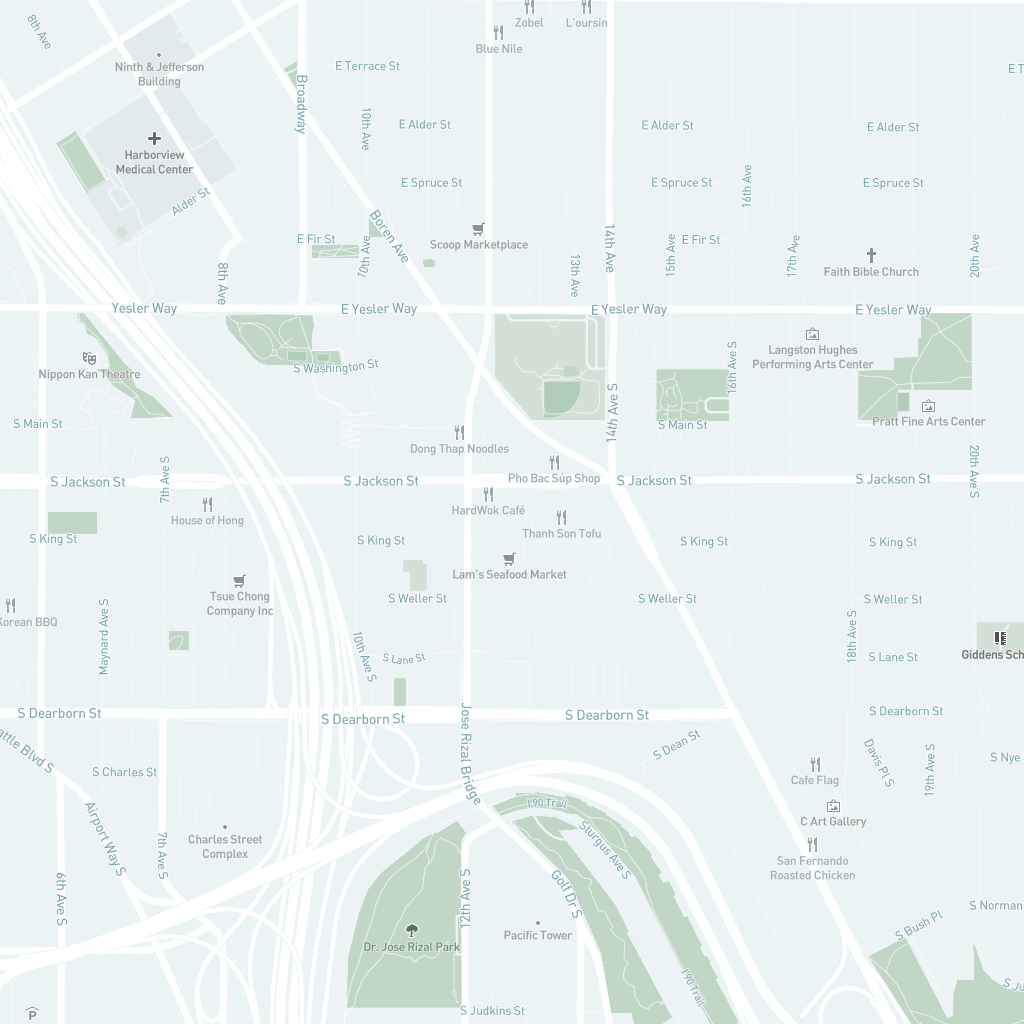 8th Ave
Zobel
L'oursin
Blue Nile
Ninth & Jefferson
Building
E Terrace St
E T
Broadway
10th Ave
E Alder St
E Alder St
E Alder St
Harborview
Medical Center
Alder St
E Spruce St
E Spruce St
E Spruce St
16th Ave
Boren Ave
E Fir St
10th Ave
Scoop Marketplace
14th Ave
E Fir St
15th Ave
17th Ave
20th Ave
Faith Bible Church
8th Ave
13th Ave
Yesler Way
E Yesler Way
E Yesler Way
E Yesler Way
Nippon Kan Theatre
S Washington St
Langston Hughes
Performing Arts Center
16th Ave S
14th Ave S
Pratt Fine Arts Center
S Main St
S Main St
Dong Thap Noodles
7th Ave S
Pho Bac Súp Shop
20th Ave S
S Jackson St
S Jackson St
S Jackson St
S Jackson St
HardWok Café
House of Hong
Thanh Son Tofu
S King St
S King St
S King St
S King St
Lam's Seafood Market
Tsue Chong
Company Inc
S Weller St
S Weller St
S Weller St
Korean BBQ
Maynard Ave S
18th Ave S
10th Ave S
S Lane St
S Lane St
Giddens Sch
S Dearborn St
S Dearborn St
S Dearborn St
S Dearborn St
Jose Rizal Bridge
attle Blvd S
S Dean St
Davis Pl S
19th Ave S
S Nye
S Charles St
Cafe Flag
Airport Way S
I 90 Trail
C Art Gallery
Charles Street
Complex
7th Ave S
Sturgus Ave S
San Fernando
Roasted Chicken
6th Ave S
12th Ave S
Golf Dr S
S Norman
S Bush Pl
Dr. Jose Rizal Park
Pacific Tower
I 90 Trail
S Ju
P
S Judkins St